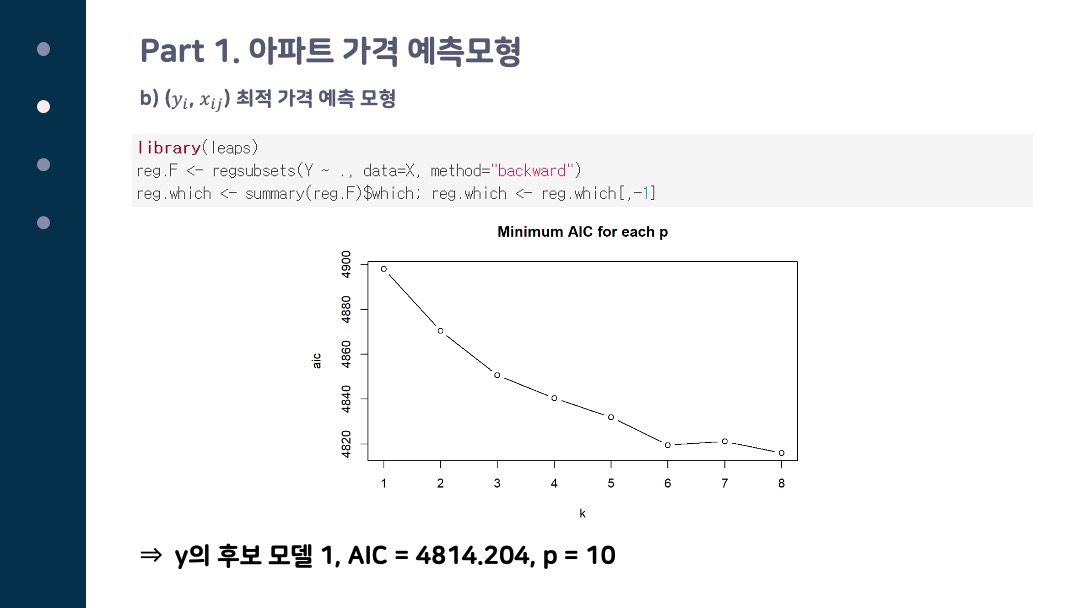 Part 1. 아파트 가격 예측모형
b) (yᵢ, xᵢⱼ) 최적 가격 예측 모형
library(leaps)
reg.F <- regsubsets(Y ~ ., data=X, method="backward")
reg.which <- summary(reg.F)$which; reg.which <- reg.which[,-1]
Minimum AIC for each p
aic
4900
4880
4860
4840
4820
1 2 3 4 5 6 7 8
k
⇒ y의 후보 모델 1, AIC = 4814.204, p = 10